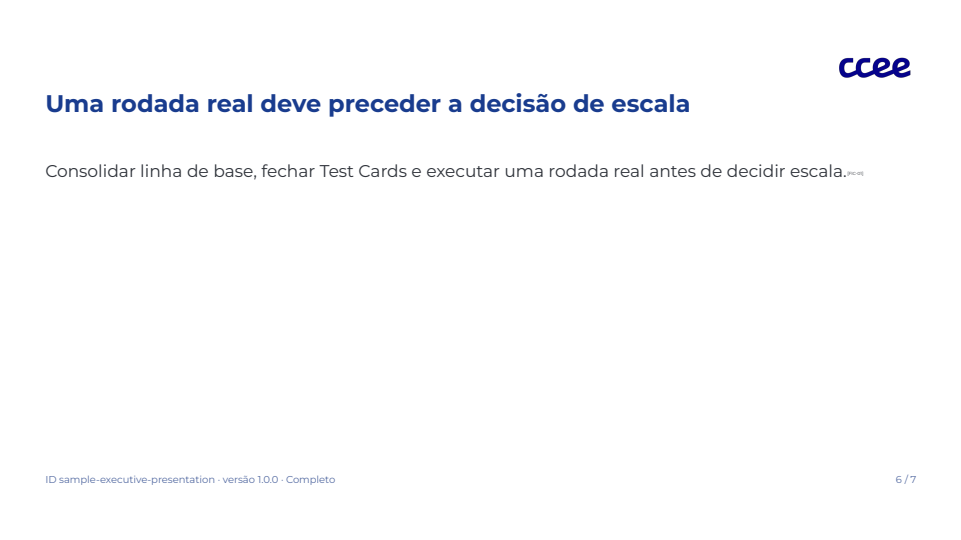 ccee
Uma rodada real deve preceder a decisão de escala
Consolidar linha de base, fechar Test Cards e executar uma rodada real antes de decidir escala.
ID sample-executive-presentation · versão 1.0.0 · Completo
6 / 7